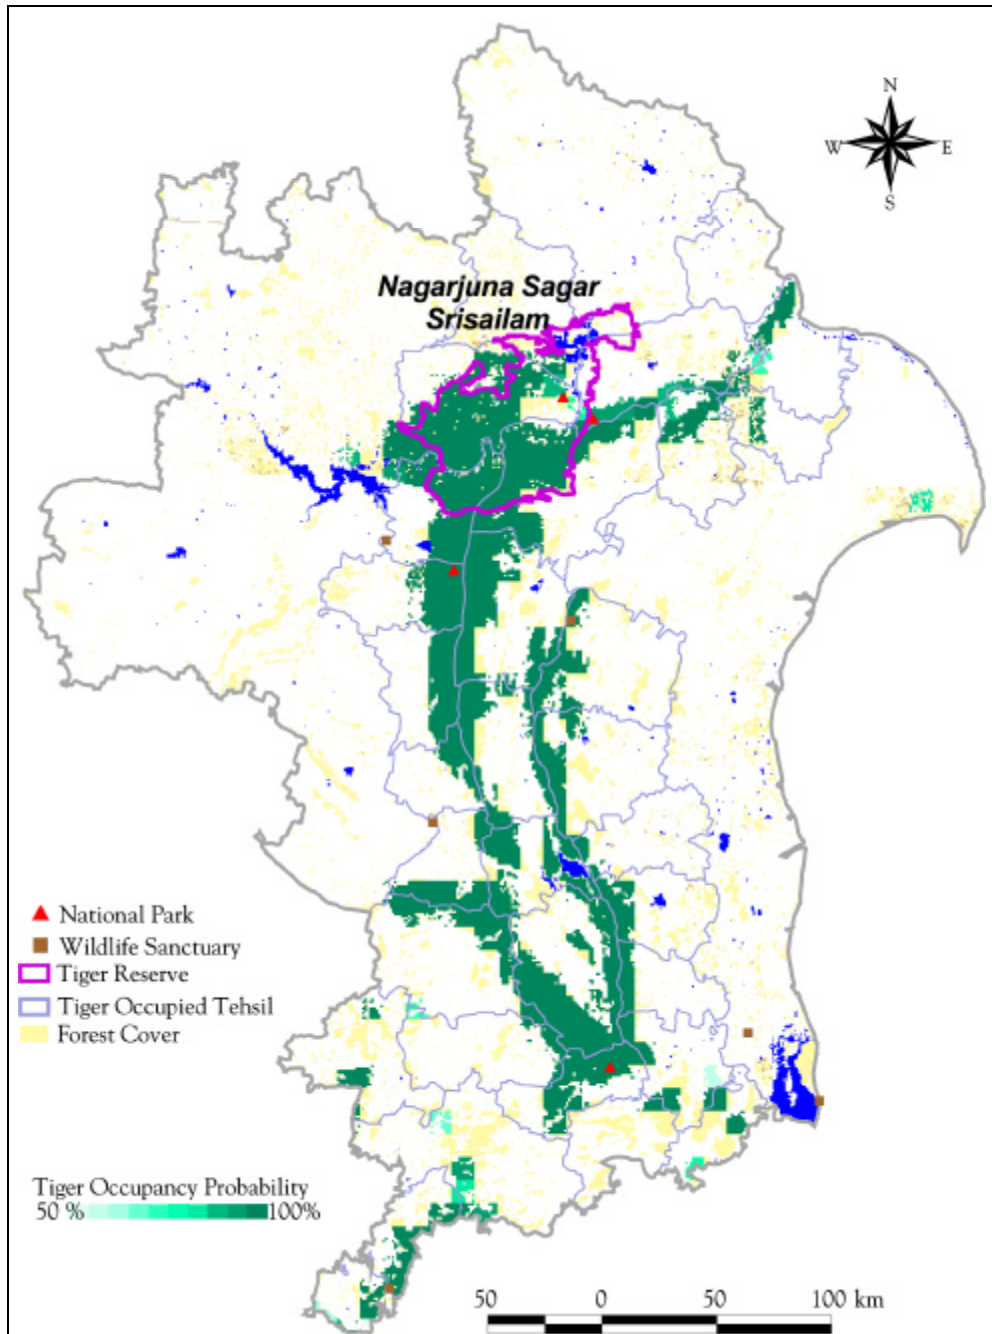 N
W E
S
Nagarjuna Sagar
Srisailam
National Park
Wildlife Sanctuary
Tiger Reserve
Tiger Occupied Tehsil
Forest Cover
Tiger Occupancy Probability
50 % 100%
50 0 50 100 km